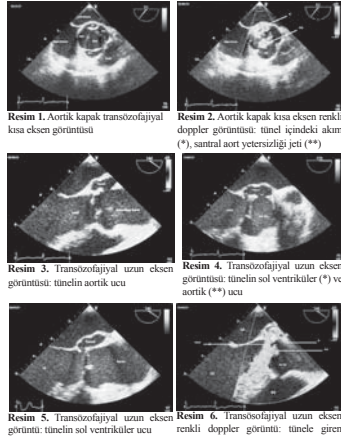 Resim 1. Aortik kapak transözofajiyal
kısa eksen görüntüsü
Resim 2. Aortik kapak kısa eksen renkli
doppler görüntüsü: tünel içindeki akım
(*), santral aort yetersizliği jeti (**)
Resim 3. Transözofajiyal uzun eksen
görüntüsü: tünelin aortik ucu
Resim 4. Transözofajiyal uzun eksen
görüntüsü: tünelin sol ventriküler (*) ve
aortik (**) ucu
Resim 5. Transözofajiyal uzun eksen
görüntü: tünelin sol ventriküler ucu
Resim 6. Transösofajiyal uzun eksen
renkli doppler görüntü: tünele giren